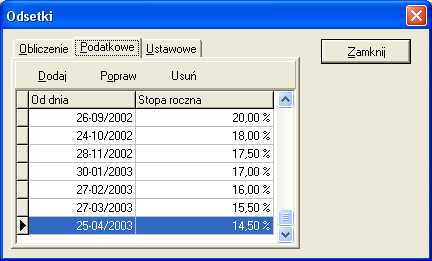 Odsetki
Obliczenie Podatkowe Ustawowe
Zamknij
Dodaj Popraw Usuń
Od dnia Stopa roczna
26-09/2002 20,00 %
24-10/2002 18,00 %
28-11/2002 17,50 %
30-01/2003 17,00 %
27-02/2003 16,00 %
27-03/2003 15,50 %
25-04/2003 14,50 %